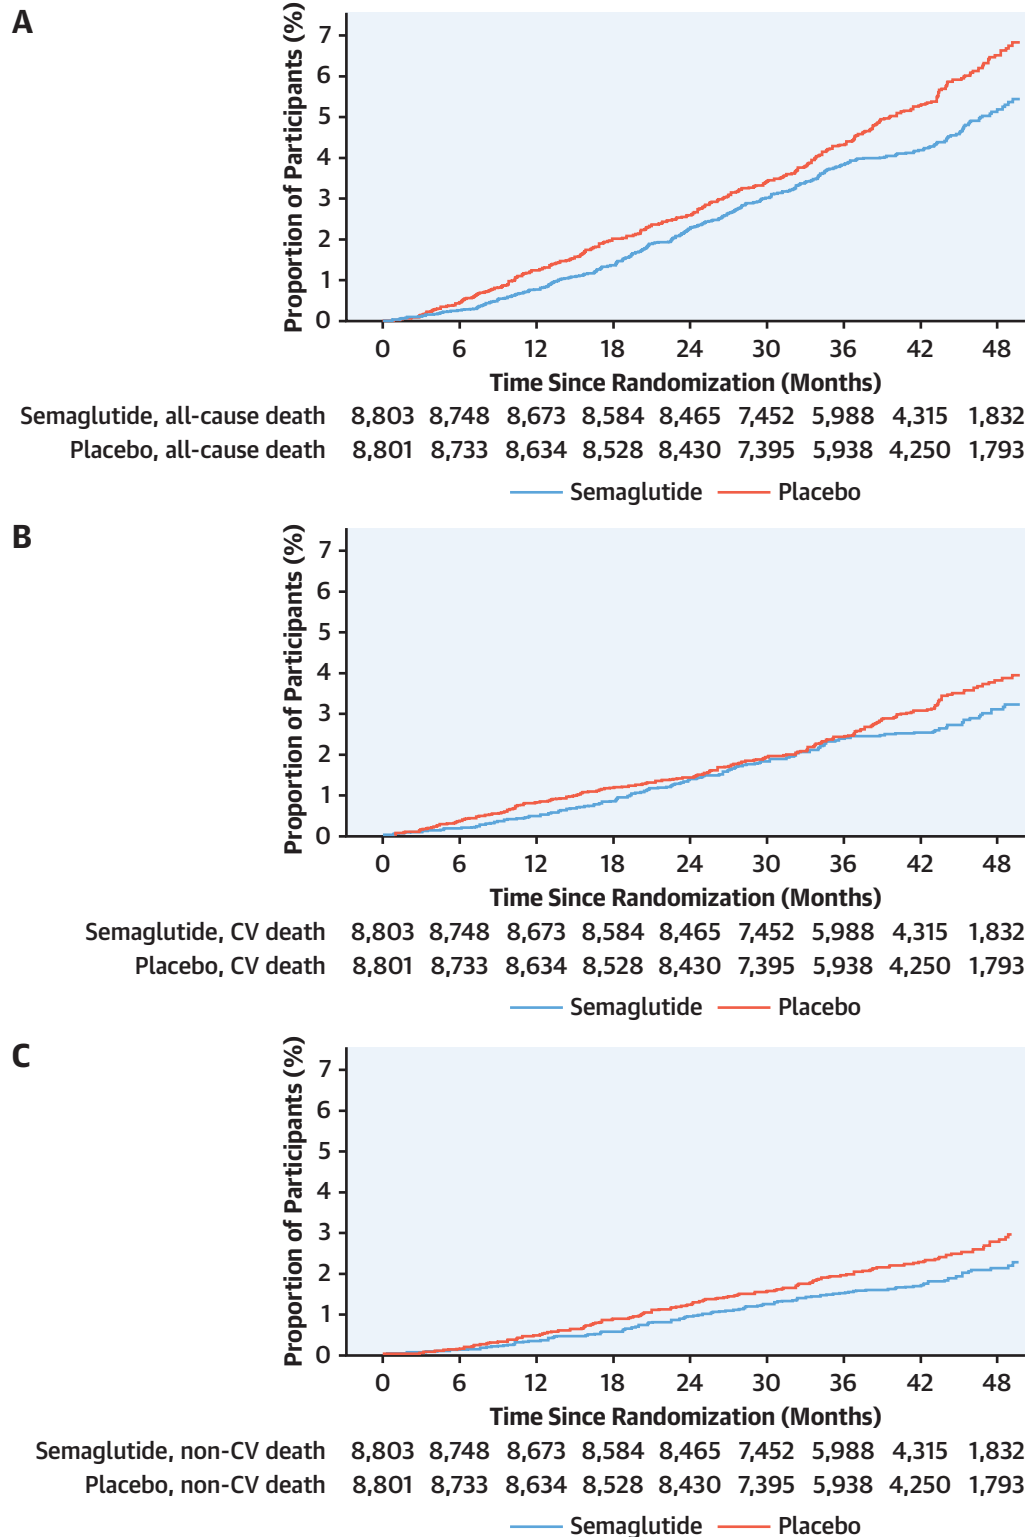 A
Proportion of Participants (%)
7
6
5
4
3
2
1
0
0 6 12 18 24 30 36 42 48
Time Since Randomization (Months)
Semaglutide, all-cause death 8,803 8,748 8,673 8,584 8,465 7,452 5,988 4,315 1,832
Placebo, all-cause death 8,801 8,733 8,634 8,528 8,430 7,395 5,938 4,250 1,793
Semaglutide Placebo
B
Proportion of Participants (%)
7
6
5
4
3
2
1
0
0 6 12 18 24 30 36 42 48
Time Since Randomization (Months)
Semaglutide, CV death 8,803 8,748 8,673 8,584 8,465 7,452 5,988 4,315 1,832
Placebo, CV death 8,801 8,733 8,634 8,528 8,430 7,395 5,938 4,250 1,793
Semaglutide Placebo
C
Proportion of Participants (%)
7
6
5
4
3
2
1
0
0 6 12 18 24 30 36 42 48
Time Since Randomization (Months)
Semaglutide, non-CV death 8,803 8,748 8,673 8,584 8,465 7,452 5,988 4,315 1,832
Placebo, non-CV death 8,801 8,733 8,634 8,528 8,430 7,395 5,938 4,250 1,793
Semaglutide Placebo